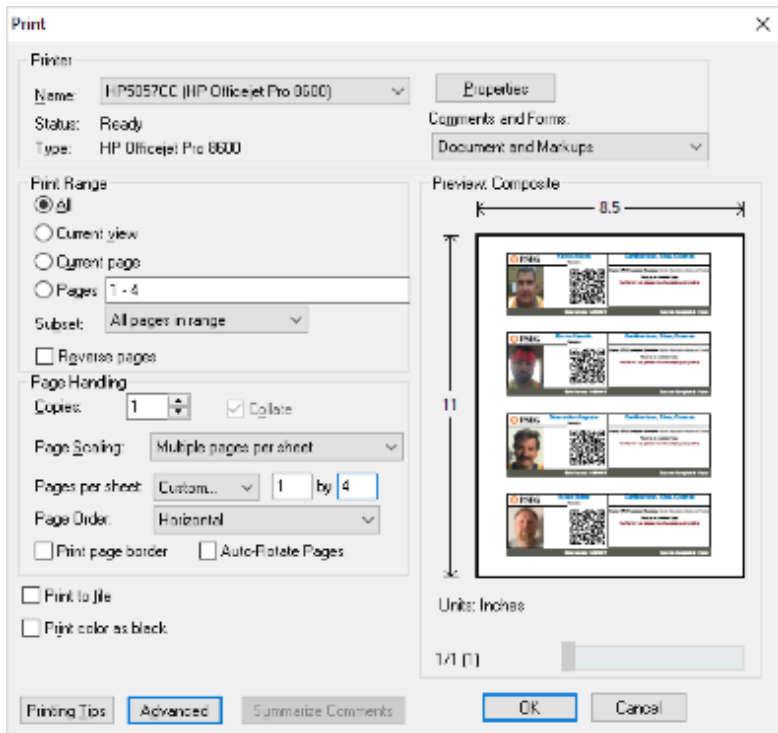 Print
Printer
Name: HP5057CC (HP Officejet Pro 8600)
Properties
Status: Ready
Comments and Forms:
Type: HP Officejet Pro 8600
Document and Markups
Print Range
All
Current view
Current page
Pages 1 - 4
Subset: All pages in range
Reverse pages
Preview: Composite
8.5
11
Page Handling
Copies: 1
Collate
Page Scaling: Multiple pages per sheet
Pages per sheet: Custom... 1 by 4
Page Order: Horizontal
Print page border
Auto-Rotate Pages
Print to file
Print color as black
Units: Inches
1/1 (1)
Printing Tips
Advanced
Summarize Comments
OK
Cancel